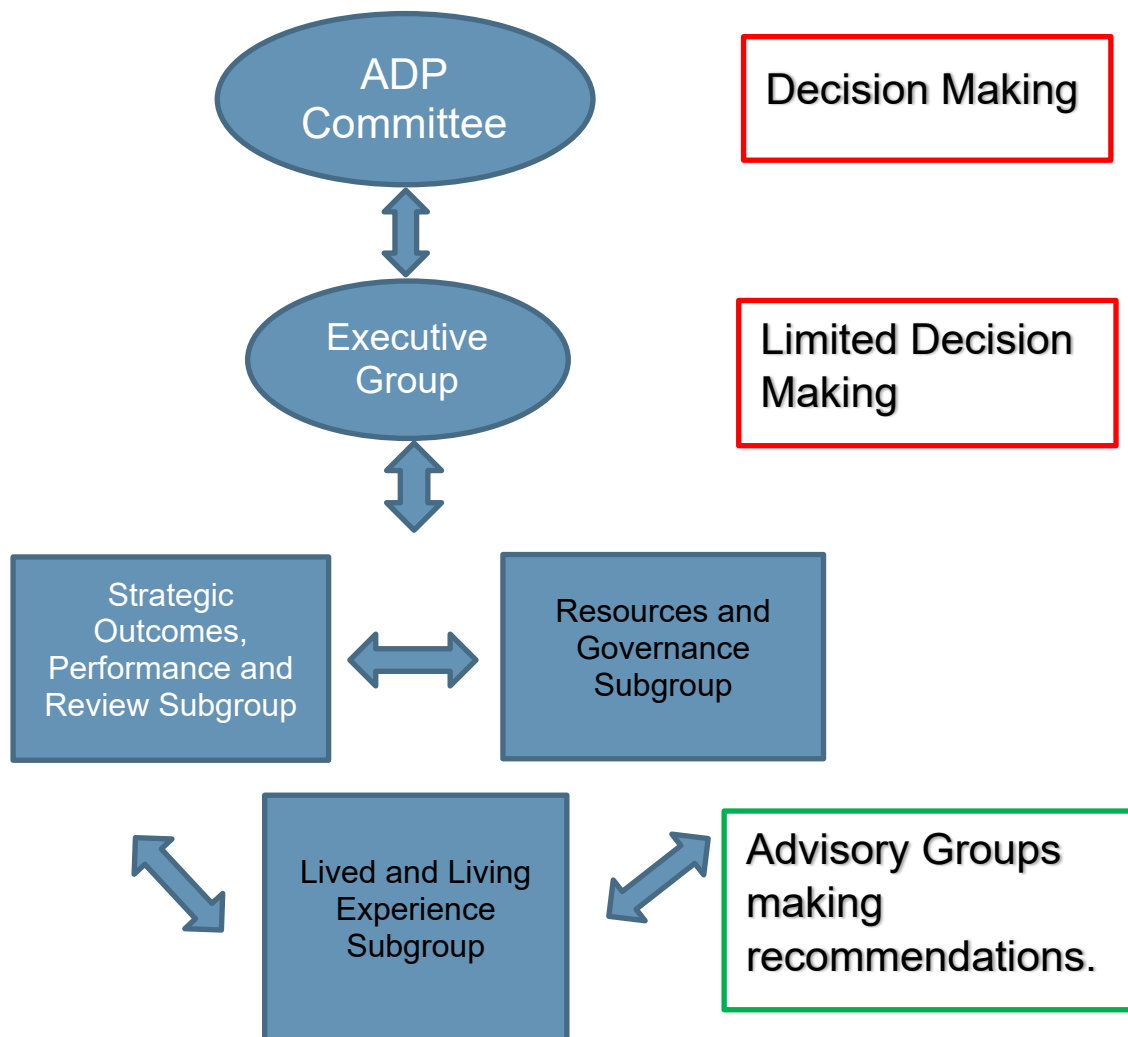 ADP
Committee
Decision Making
Executive
Group
Limited Decision
Making
Strategic
Outcomes,
Performance and
Review Subgroup
Resources and
Governance
Subgroup
Lived and Living
Experience
Subgroup
Advisory Groups
making
recommendations.